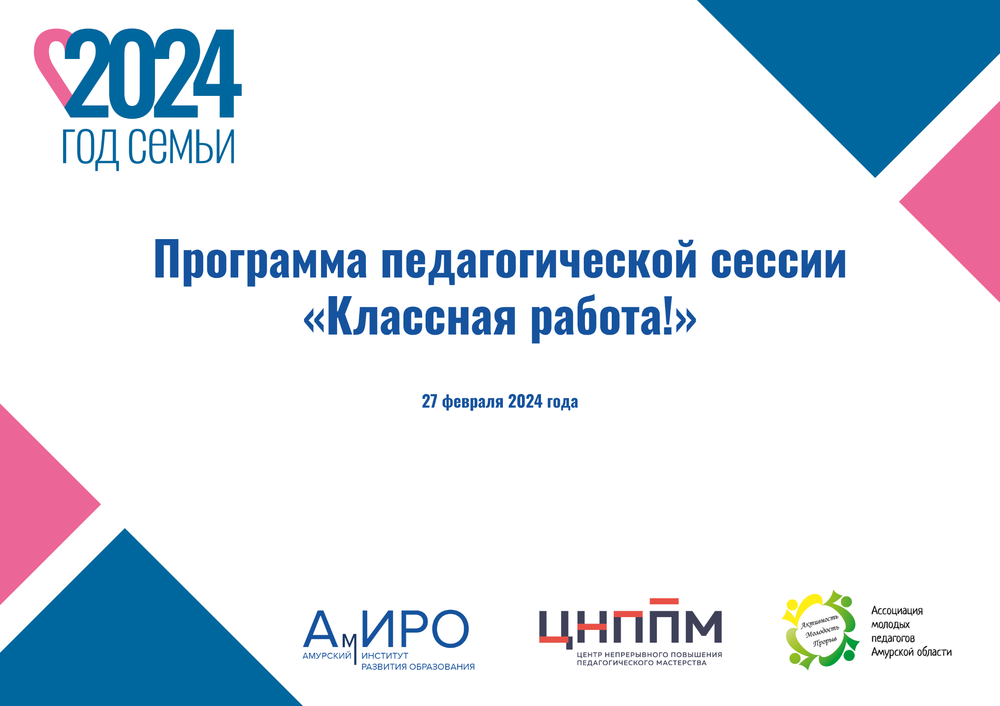 2024
ГОД СЕМЬИ
Программа педагогической сессии
«Классная работа!»
27 февраля 2024 года
АмИРО
АМУРСКИЙ ИНСТИТУТ
РАЗВИТИЯ ОБРАЗОВАНИЯ
ЦНППМ
ЦЕНТР НЕПРЕРЫВНОГО ПОВЫШЕНИЯ
ПЕДАГОГИЧЕСКОГО МАСТЕРСТВА
Активность
Молодость
Прорыв
Ассоциация
молодых
педагогов
Амурской области